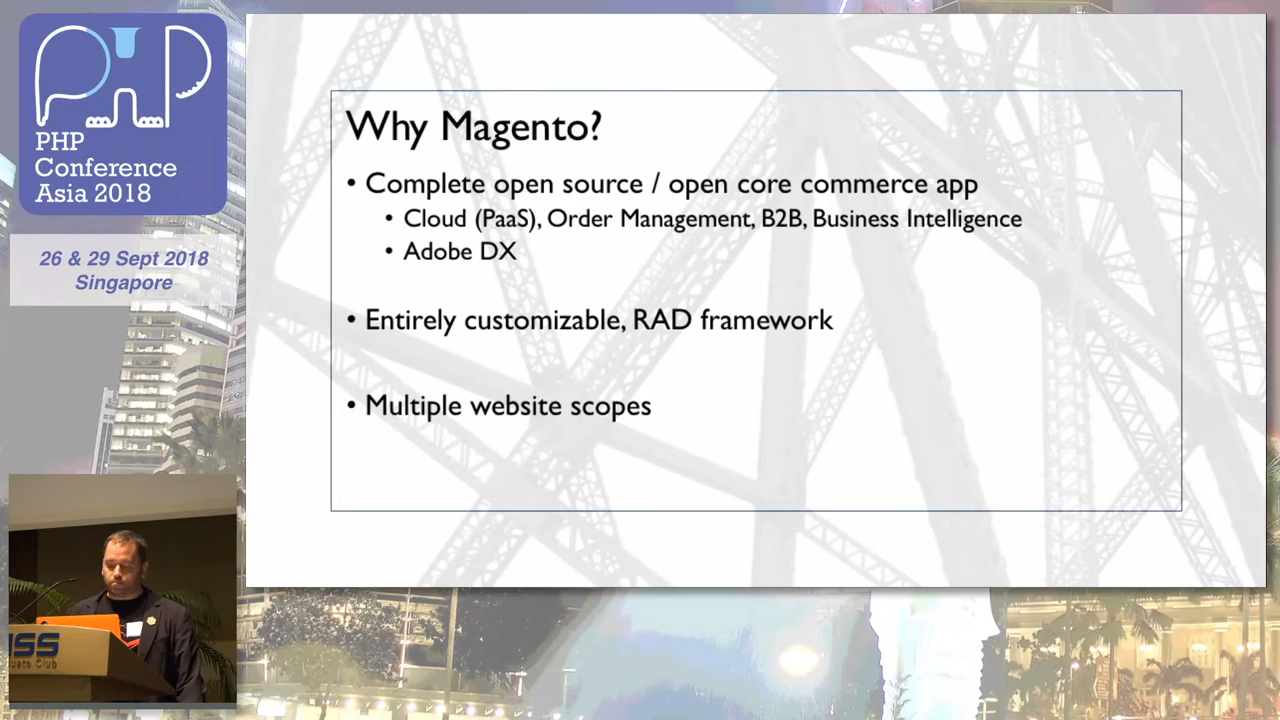 PHP
PHP
Conference
Asia 2018
26 & 29 Sept 2018
Singapore
Why Magento?
• Complete open source / open core commerce app
• Cloud (PaaS), Order Management, B2B, Business Intelligence
• Adobe DX
• Entirely customizable, RAD framework
• Multiple website scopes